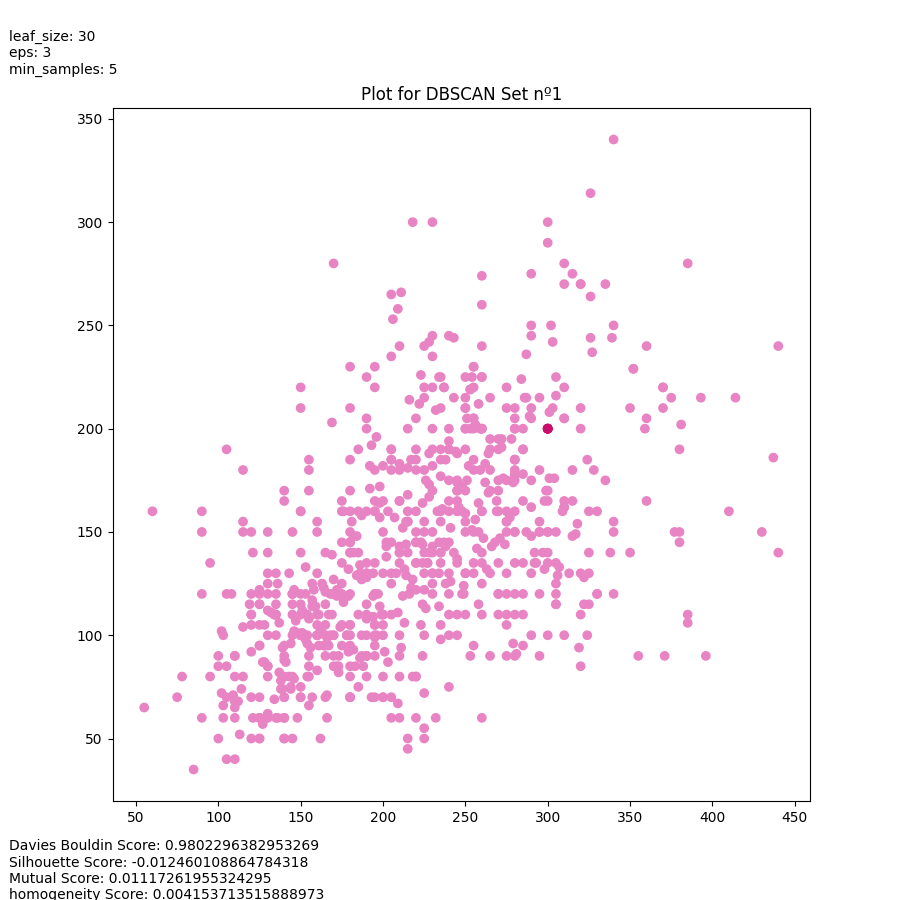 leaf_size: 30
eps: 3
min_samples: 5
Plot for DBSCAN Set nº1
350
300
250
200
150
100
50
50 100 150 200 250 300 350 400 450
Davies Bouldin Score: 0.9802296382953269
Silhouette Score: -0.012460108864784318
Mutual Score: 0.01117261955324295
homogeneity Score: 0.004153713515888973